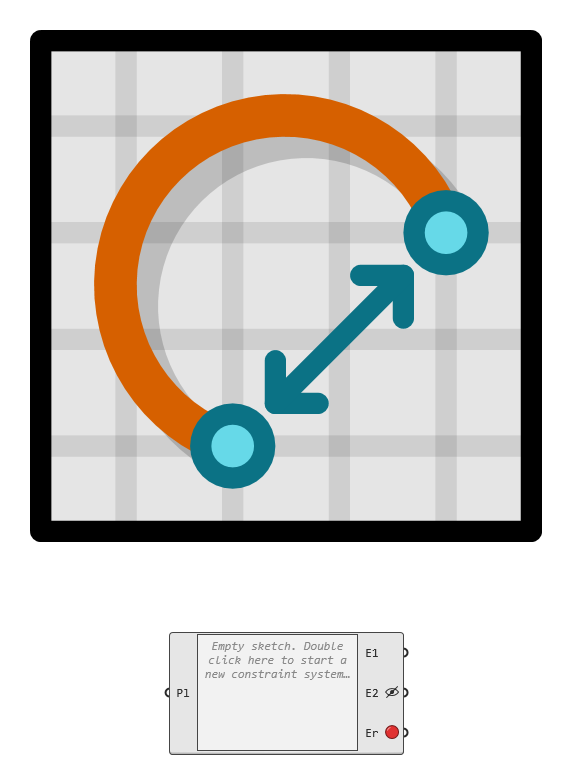 Empty sketch. Double
click here to start a
new constraint system…
P1
E1
E2
Er